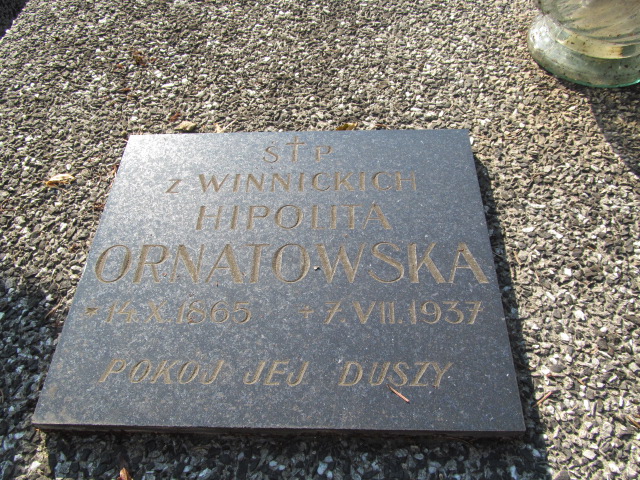 S†P
z WINNICKICH
HIPOLITA
ORNATOWSKA
* 14.X.1865 + 7.VII.1937
POKÓJ JEJ DUSZY